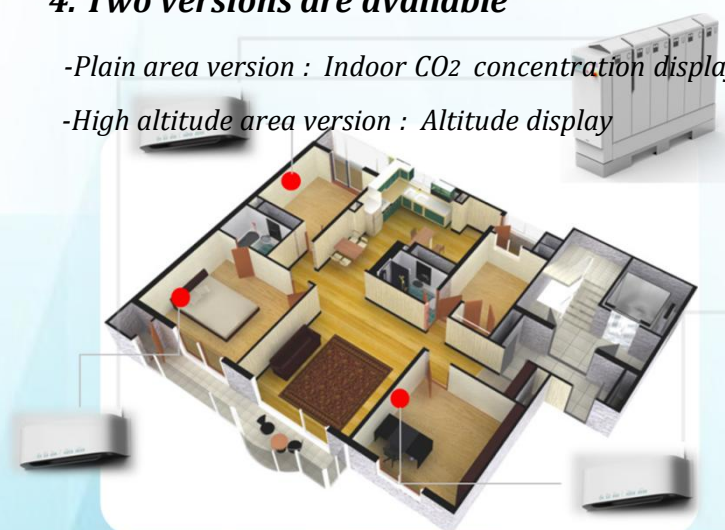 4. Two versions are available
-Plain area version : Indoor CO2 concentration display
-High altitude area version : Altitude display